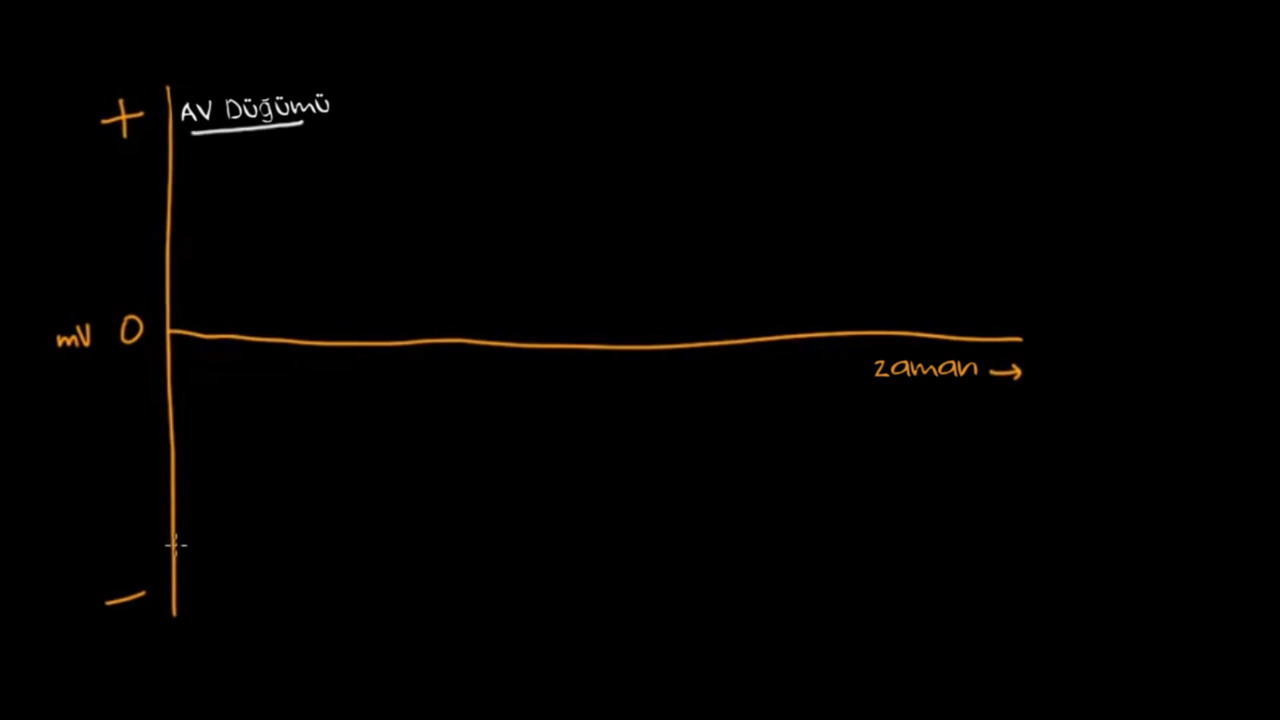 +
AV Düğümü
mV 0
zaman →
−